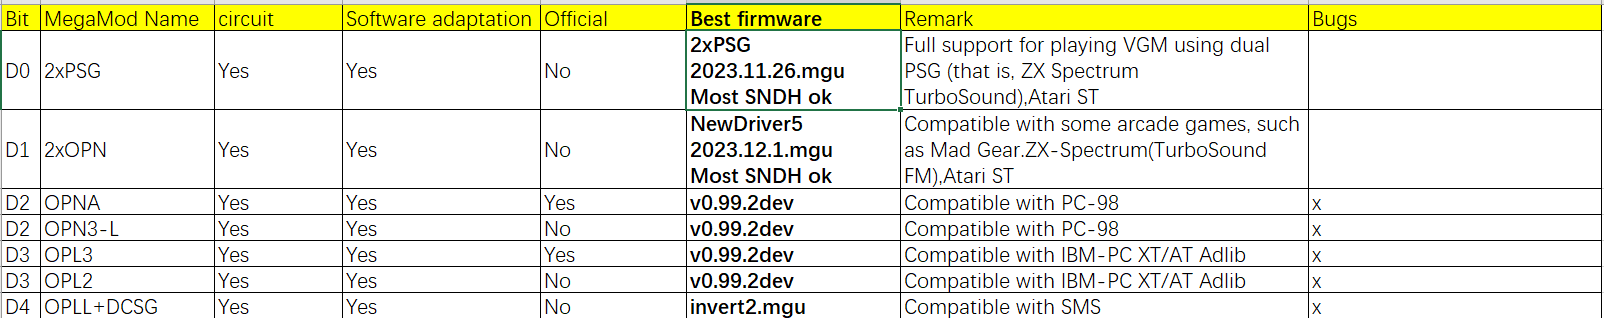 Bit MegaMod Name circuit Software adaptation Official Best firmware Remark Bugs
D0 2xPSG Yes Yes No 2xPSG 2023.11.26.mgu Most SNDH ok Full support for playing VGM using dual PSG (that is, ZX Spectrum TurboSound),Atari ST
D1 2xOPN Yes Yes No NewDriver5 2023.12.1.mgu Most SNDH ok Compatible with some arcade games, such as Mad Gear.ZX-Spectrum(TurboSound FM),Atari ST
D2 OPNA Yes Yes Yes v0.99.2dev Compatible with PC-98 x
D2 OPN3-L Yes Yes No v0.99.2dev Compatible with PC-98 x
D3 OPL3 Yes Yes Yes v0.99.2dev Compatible with IBM-PC XT/AT Adlib x
D3 OPL2 Yes Yes No v0.99.2dev Compatible with IBM-PC XT/AT Adlib x
D4 OPLL+DCSG Yes Yes No invert2.mgu Compatible with SMS x